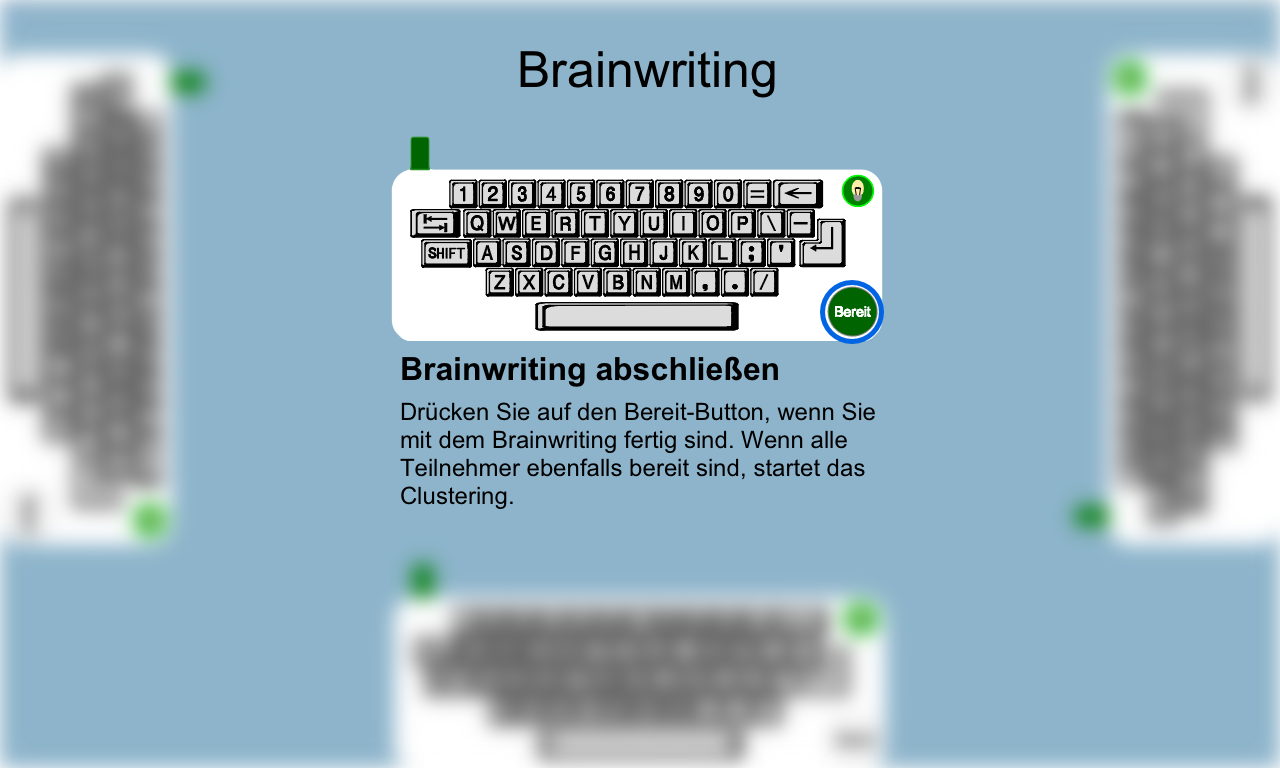 Brainwriting
1 2 3 4 5 6 7 8 9 0 = ←
Q W E R T Y U I O P \ –
SHIFT A S D F G H J K L ; '
Z X C V B N M , . /
Bereit
Brainwriting abschließen
Drücken Sie auf den Bereit-Button, wenn Sie
mit dem Brainwriting fertig sind. Wenn alle
Teilnehmer ebenfalls bereit sind, startet das
Clustering.